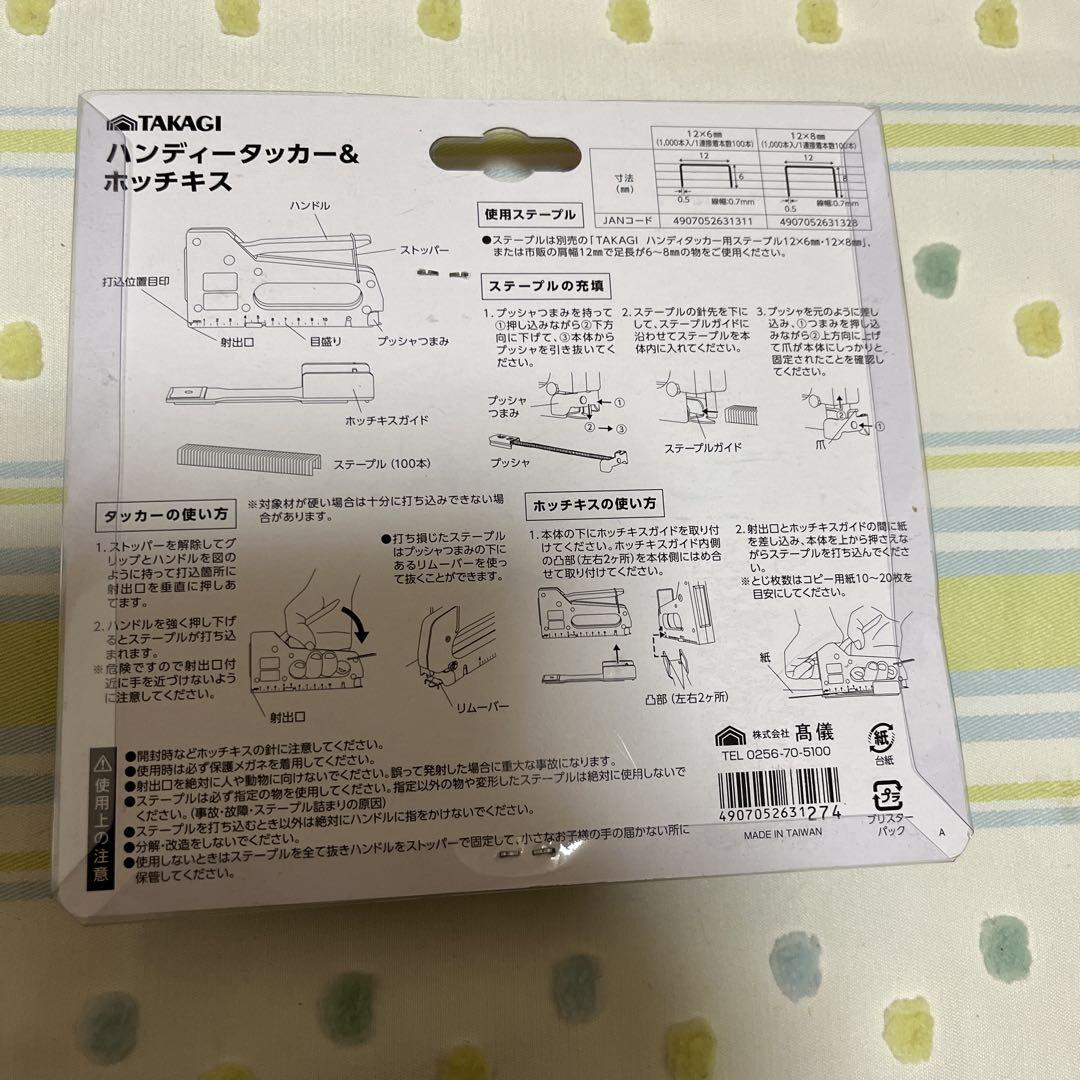 TAKAGI
ハンディータッカー&
ホッチキス
ハンドル
ストッパー
打込位置目印
射出口
目盛り
プッシャつまみ
ホッチキスガイド
ステープル(100本)
使用ステープル
12×6㎜
(1,000本入/1連接着本数100本)
12×8㎜
(1,000本入/1連接着本数100本)
寸法
(㎜)
12
6
0.5
線幅:0.7mm
12
8
0.5
線幅:0.7mm
JANコード
4907052631311
4907052631328
●ステープルは別売の「TAKAGI ハンディタッカー用ステープル12×6㎜・12×8㎜」、
または市販の肩幅12㎜で足長が6~8㎜の物をご使用ください。
ステープルの充填
1. プッシャつまみを持って
①押し込みながら②下方
向に下げて、③本体から
プッシャを引き抜いてく
ださい。
2. ステープルの針先を下に
して、ステープルガイドに
沿わせてステープルを本
体内に入れてください。
3. プッシャを元のように差し
込み、①つまみを押し込
みながら②上方向に上げ
て爪が本体にしっかりと
固定されたことを確認し
てください。
プッシャ
つまみ
①
②→③
プッシャ
ステープルガイド
①
タッカーの使い方
※対象材が硬い場合は十分に打ち込みできない場
合があります。
1. ストッパーを解除してグ
リップとハンドルを図の
ように持って打込箇所に
射出口を垂直に押しあ
てます。
2. ハンドルを強く押し下げ
るとステープルが打ち込
まれます。
※危険ですので射出口付
近に手を近づけないよう
に注意してください。
射出口
●打ち損じたステープル
はプッシャつまみの下に
あるリムーバーを使っ
て抜くことができます。
リムーバー
ホッチキスの使い方
1. 本体の下にホッチキスガイドを取り付
けてください。ホッチキスガイド内側
の凸部(左右2ヶ所)を本体側にはめ合
せて取り付けてください。
凸部(左右2ヶ所)
2. 射出口とホッチキスガイドの間に紙
を差し込み、本体を上から押さえな
がらステープルを打ち込んでくださ
い。
※とじ枚数はコピー用紙10~20枚を
目安にしてください。
紙
使用上の注意
●開封時などホッチキスの針に注意してください。
●使用時は必ず保護メガネを着用してください。
●射出口を絶対に人や動物に向けないでください。誤って発射した場合に重大な事故になります。
●ステープルは必ず指定の物を使用してください。指定以外の物や変形したステープルは絶対に使用しないで
ください。(事故・故障・ステープル詰まりの原因)
●ステープルを打ち込むとき以外は絶対にハンドルに指をかけないでください。
●分解・改造をしないでください。
●使用しないときはステープルを全て抜きハンドルをストッパーで固定して、小さなお子様の手の届かない所に
保管してください。
株式会社 髙儀
TEL 0256-70-5100
4907052631274
MADE IN TAIWAN
紙
台紙
プラ
ブリスター
パック
A